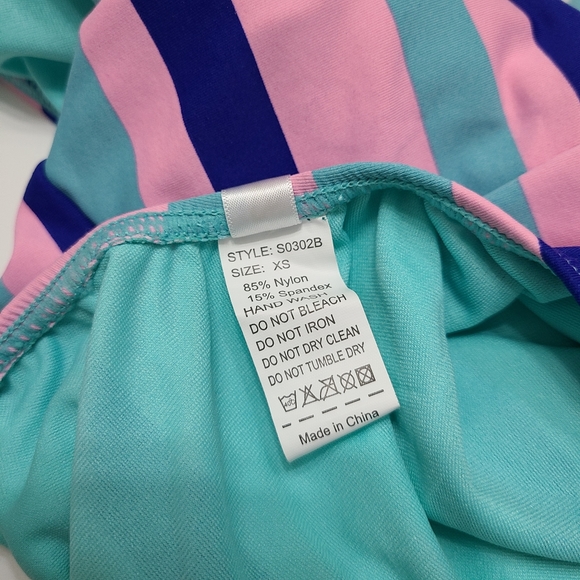 STYLE: S0302B
SIZE: XS
85% Nylon
15% Spandex
HAND WASH
DO NOT BLEACH
DO NOT IRON
DO NOT DRY CLEAN
DO NOT TUMBLE DRY
Made in China